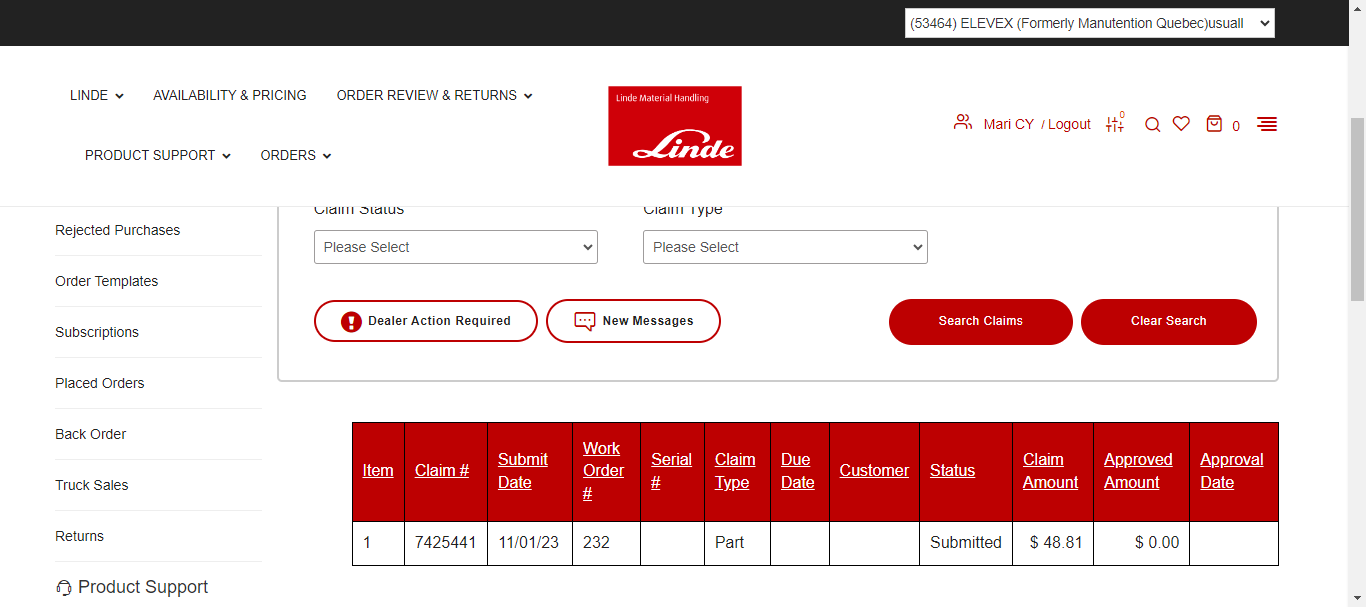 (53464) ELEVEX (Formerly Manutention Quebec)usuall
LINDE AVAILABILITY & PRICING ORDER REVIEW & RETURNS
PRODUCT SUPPORT ORDERS
Linde Material Handling
Linde
Mari CY / Logout 0 0
Rejected Purchases
Order Templates
Subscriptions
Placed Orders
Back Order
Truck Sales
Returns
Product Support
Claim Status Claim Type
Please Select Please Select
Dealer Action Required New Messages Search Claims Clear Search
Item Claim # Submit Date Work Order # Serial # Claim Type Due Date Customer Status Claim Amount Approved Amount Approval Date
1 7425441 11/01/23 232 Part Submitted $ 48.81 $ 0.00